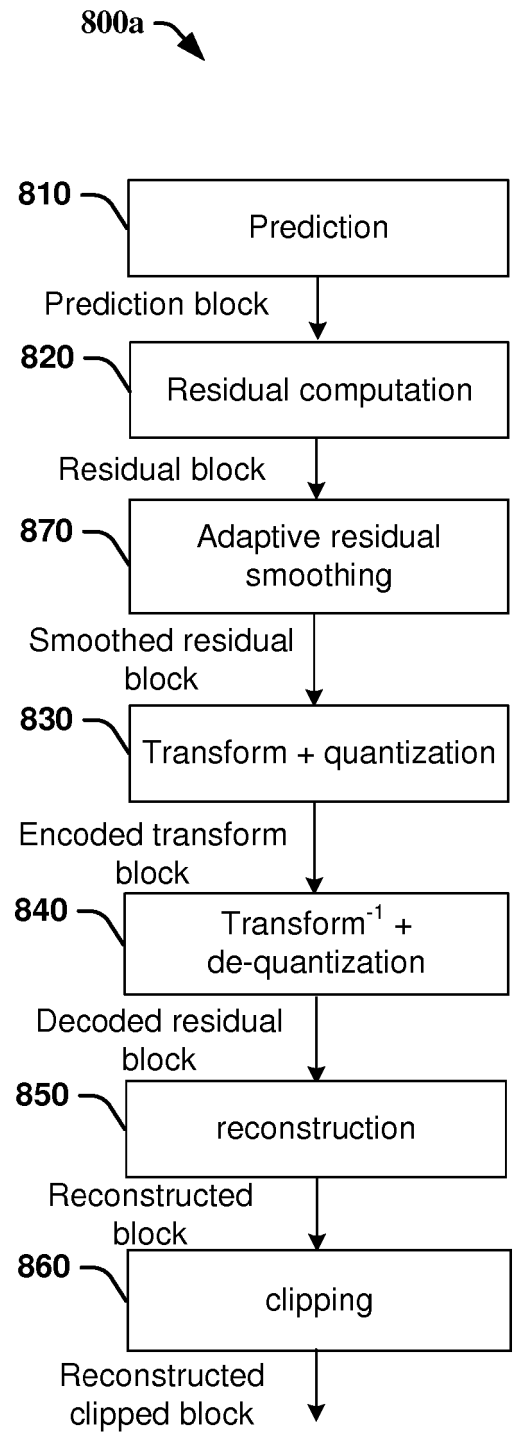 800a
810
Prediction
Prediction block
820
Residual computation
Residual block
870
Adaptive residual
smoothing
Smoothed residual
block
830
Transform + quantization
Encoded transform
block
840
Transform⁻¹ +
de-quantization
Decoded residual
block
850
reconstruction
Reconstructed
block
860
clipping
Reconstructed
clipped block